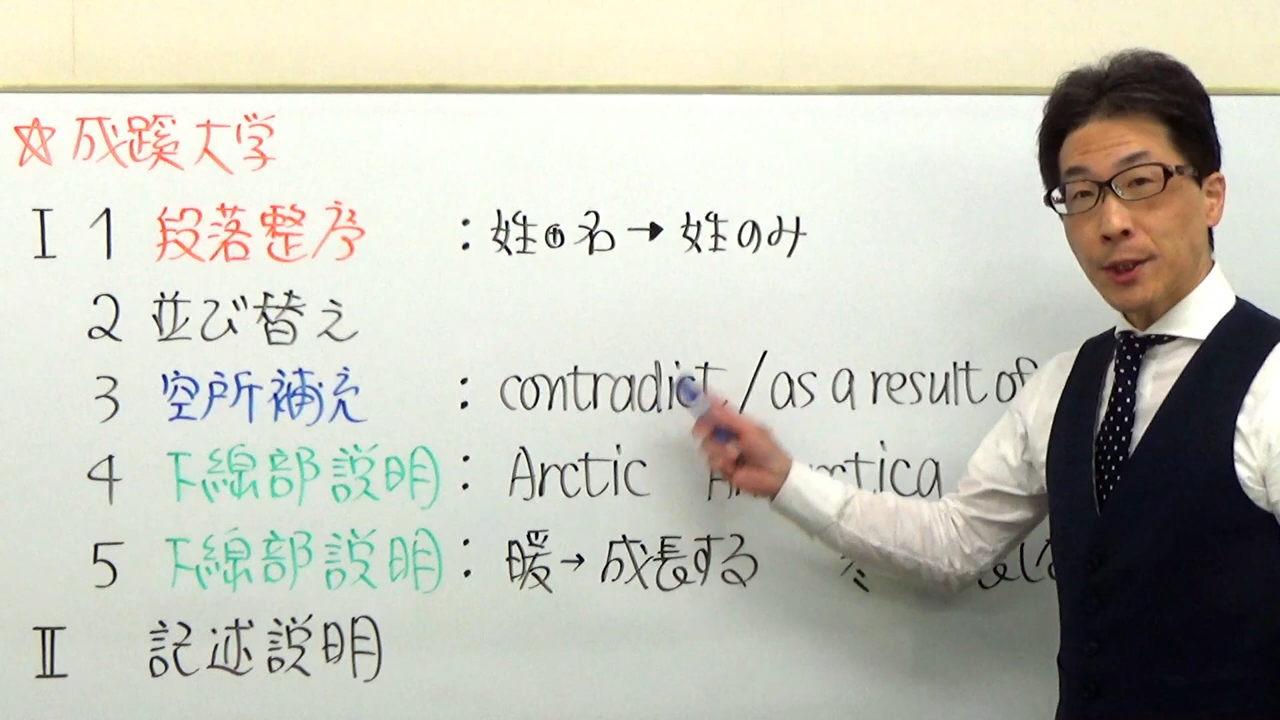 ☆成蹊大学
I 1 段落整序 : 姓⊕名→姓のみ
2 並び替え
3 空所補充 : contradict / as a result of
4 下線部説明 : Arctic
5 下線部説明 : 暖→成長する
II 記述説明